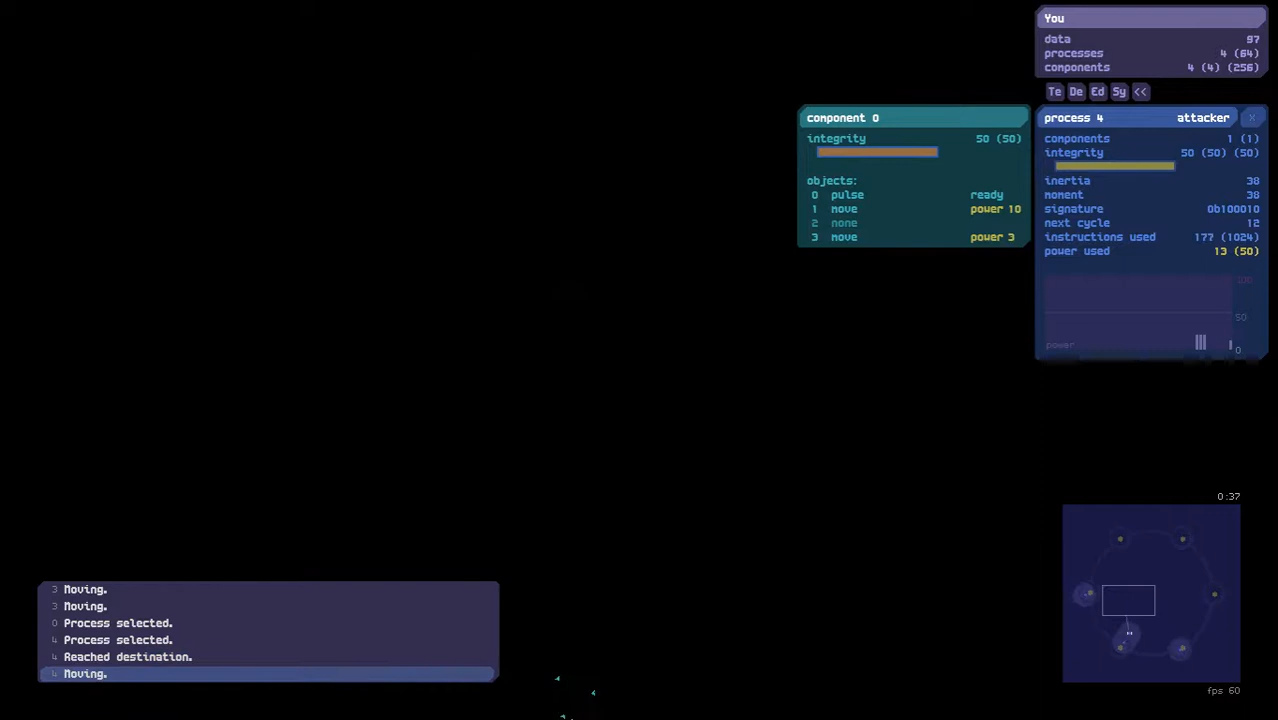 You
data 97
processes 4 (64)
components 4 (4) (256)
Te De Ed Sy <<
component 0
integrity 50 (50)
objects:
0 pulse ready
1 move power 10
2 none
3 move power 3
process 4 attacker x
components 1 (1)
integrity 50 (50) (50)
inertia 38
moment 38
signature 0b100010
next cycle 12
instructions used 177 (1024)
power used 13 (50)
100
50
power 0
0:37
3 Moving.
3 Moving.
0 Process selected.
4 Process selected.
4 Reached destination.
4 Moving.
fps 60